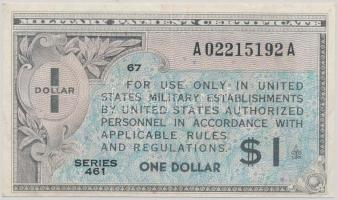 MILITARY PAYMENT CERTIFICATE
A02215192A
67
1
DOLLAR
FOR USE ONLY IN UNITED
STATES MILITARY ESTABLISHMENTS
BY UNITED STATES AUTHORIZED
PERSONNEL IN ACCORDANCE WITH
APPLICABLE RULES
AND REGULATIONS.
SERIES
461
ONE DOLLAR
$1